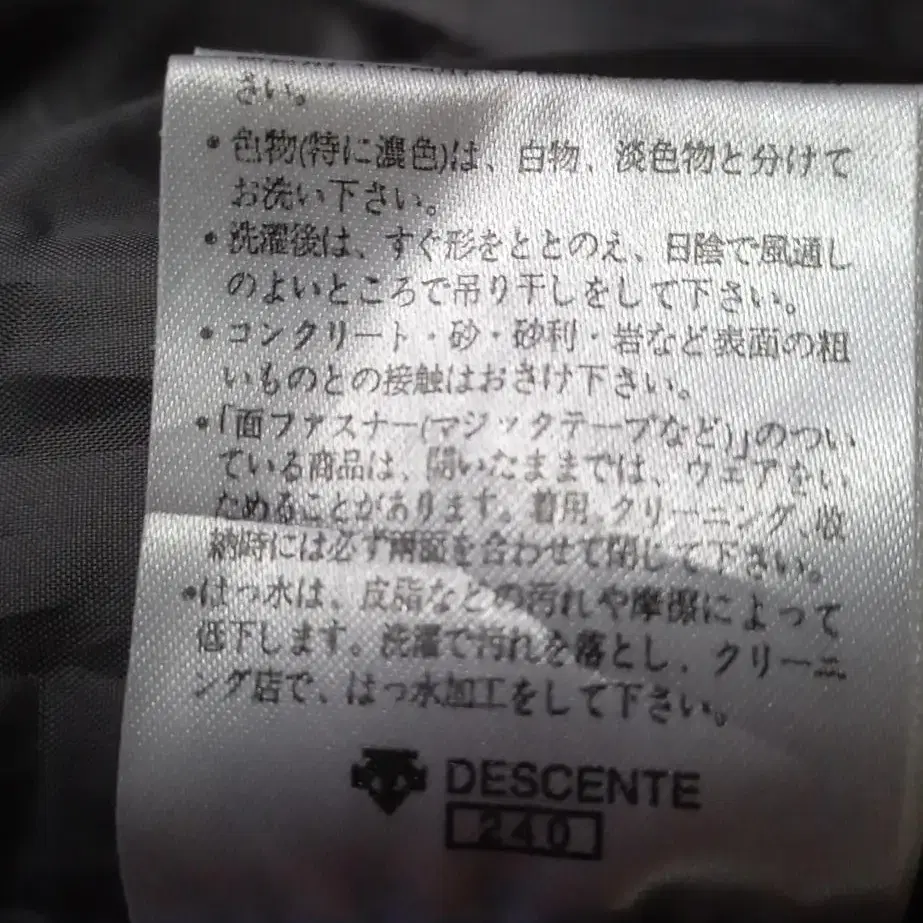 さい。
・色物(特に濃色)は、白物、淡色物と分けて
お洗い下さい。
・洗濯後は、すぐ形をととのえ、日陰で風通し
のよいところで吊り干しをして下さい。
・コンクリート・砂・砂利・岩など表面の粗
いものとの接触はおさけ下さい。
・「面ファスナー(マジックテープなど)」のつい
ている商品は、開いたままでは、ウェアをい
ためることがあります。着用、クリーニング、収
納時には必ず両面を合わせて閉じて下さい。
・はっ水は、皮脂などの汚れや摩擦によって
低下します。洗濯で汚れを落とし、クリーニ
ング店で、はっ水加工をして下さい。
DESCENTE
240